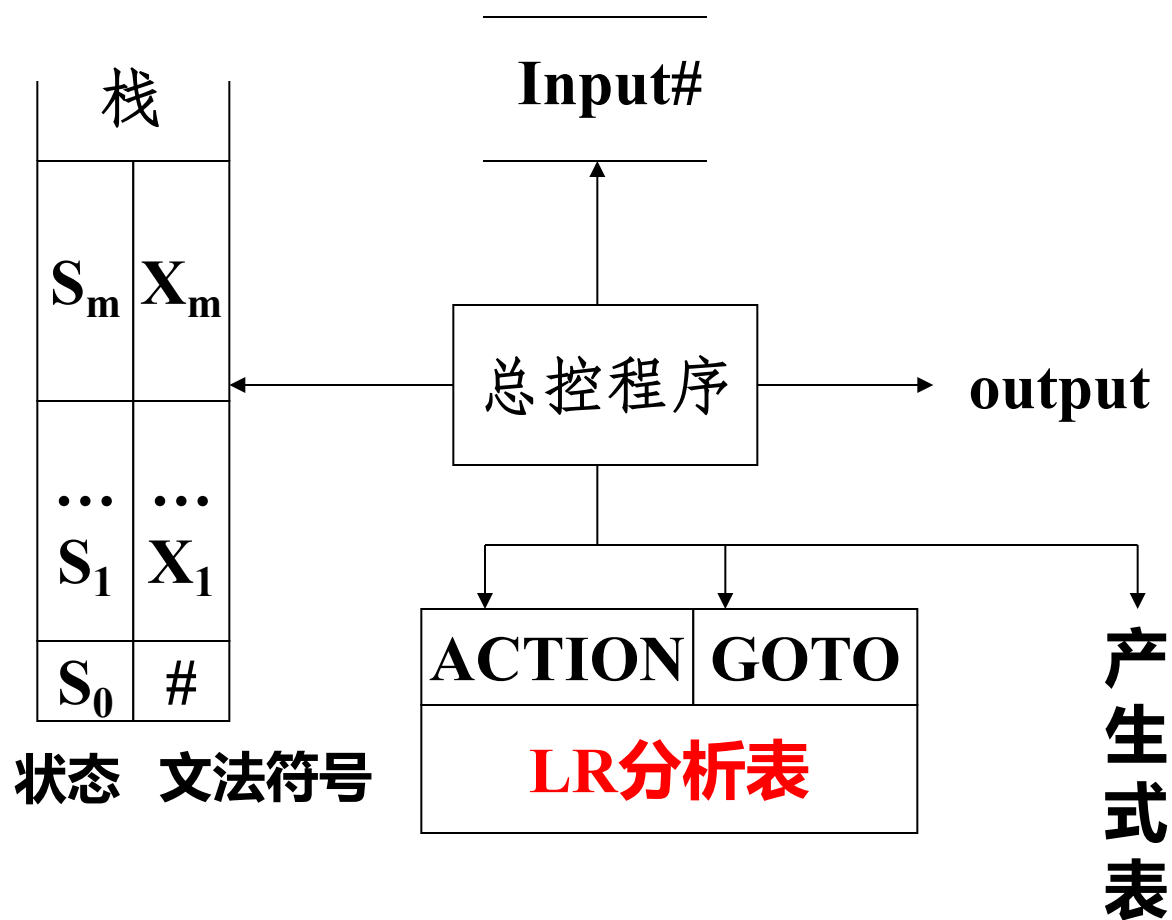 Input#
栈
Sₘ Xₘ
总控程序
output
… …
S₁ X₁
S₀ #
ACTION GOTO
LR分析表
状态 文法符号
产生式表